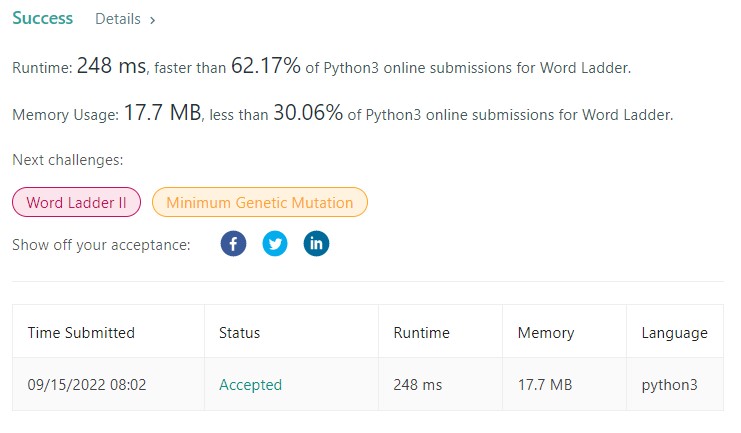 Success Details ›
Runtime: 248 ms, faster than 62.17% of Python3 online submissions for Word Ladder.
Memory Usage: 17.7 MB, less than 30.06% of Python3 online submissions for Word Ladder.
Next challenges:
Word Ladder II Minimum Genetic Mutation
Show off your acceptance: f in
Time Submitted Status Runtime Memory Language
09/15/2022 08:02 Accepted 248 ms 17.7 MB python3